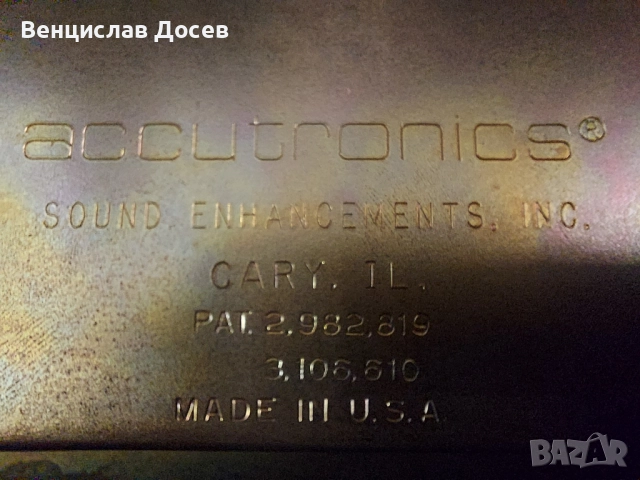 Венцислав Досев
accutronics®
SOUND ENHANCEMENTS, INC.
CARY, IL.
PAT. 2,982,819
3,106,610
MADE IN U.S.A.
BAZAR